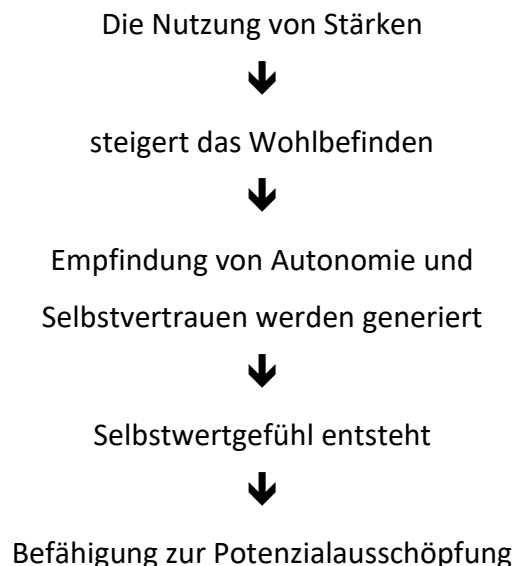 Die Nutzung von Stärken
steigert das Wohlbefinden
Empfindung von Autonomie und
Selbstvertrauen werden generiert
Selbstwertgefühl entsteht
Befähigung zur Potenzialausschöpfung